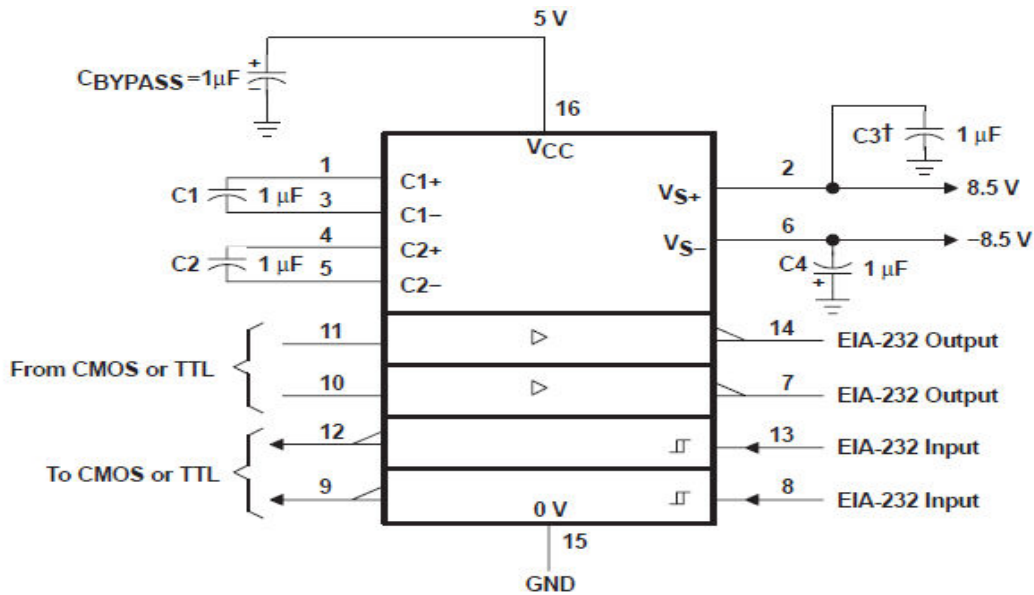 5 V
CBYPASS =1μF
+
−
16
VCC
C3†
+
1 μF
1
C1+
C1
1 μF
3
C1−
2
VS+
8.5 V
4
C2+
C2
1 μF
5
C2−
6
VS−
−8.5 V
C4
+
1 μF
From CMOS or TTL
11
14
EIA-232 Output
10
7
EIA-232 Output
To CMOS or TTL
12
13
EIA-232 Input
9
8
EIA-232 Input
0 V
15
GND